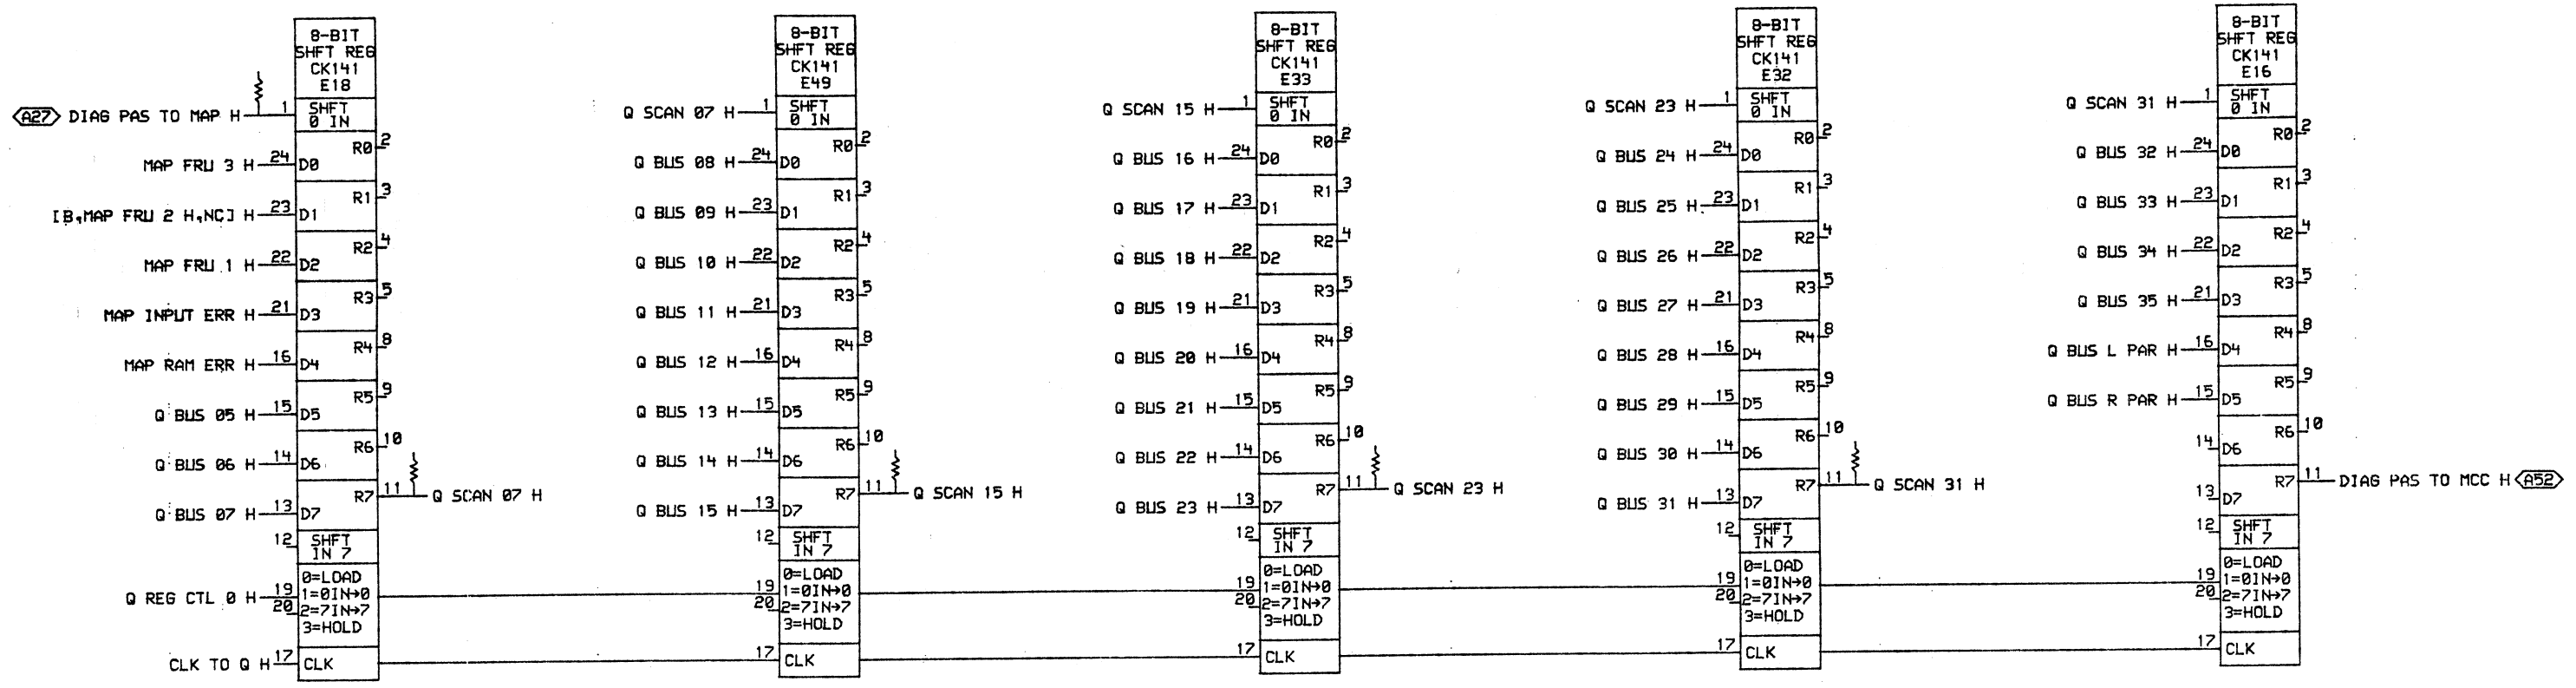 8-BIT
SHFT REG
CK141
E18
<A27> DIAG PAS TO MAP H 1 SHFT
0 IN
R0 2
MAP FRU 3 H 24 D0
R1 3
[B,MAP FRU 2 H,NC] H 23 D1
R2 4
MAP FRU 1 H 22 D2
R3 5
MAP INPUT ERR H 21 D3
R4 8
MAP RAM ERR H 16 D4
R5 9
Q BUS 05 H 15 D5
R6 10
Q BUS 06 H 14 D6
R7 11 Q SCAN 07 H
Q BUS 07 H 13 D7
12 SHFT
IN 7
0=LOAD
Q REG CTL 0 H 19 1=0IN→0
20 2=7IN→7
3=HOLD
CLK TO Q H 17 CLK
8-BIT
SHFT REG
CK141
E49
Q SCAN 07 H 1 SHFT
0 IN
R0 2
Q BUS 08 H 24 D0
R1 3
Q BUS 09 H 23 D1
R2 4
Q BUS 10 H 22 D2
R3 5
Q BUS 11 H 21 D3
R4 8
Q BUS 12 H 16 D4
R5 9
Q BUS 13 H 15 D5
R6 10
Q BUS 14 H 14 D6
R7 11 Q SCAN 15 H
Q BUS 15 H 13 D7
12 SHFT
IN 7
0=LOAD
19 1=0IN→0
20 2=7IN→7
3=HOLD
17 CLK
8-BIT
SHFT REG
CK141
E33
Q SCAN 15 H 1 SHFT
0 IN
R0 2
Q BUS 16 H 24 D0
R1 3
Q BUS 17 H 23 D1
R2 4
Q BUS 18 H 22 D2
R3 5
Q BUS 19 H 21 D3
R4 8
Q BUS 20 H 16 D4
R5 9
Q BUS 21 H 15 D5
R6 10
Q BUS 22 H 14 D6
R7 11 Q SCAN 23 H
Q BUS 23 H 13 D7
12 SHFT
IN 7
0=LOAD
19 1=0IN→0
20 2=7IN→7
3=HOLD
17 CLK
8-BIT
SHFT REG
CK141
E32
Q SCAN 23 H 1 SHFT
0 IN
R0 2
Q BUS 24 H 24 D0
R1 3
Q BUS 25 H 23 D1
R2 4
Q BUS 26 H 22 D2
R3 5
Q BUS 27 H 21 D3
R4 8
Q BUS 28 H 16 D4
R5 9
Q BUS 29 H 15 D5
R6 10
Q BUS 30 H 14 D6
R7 11 Q SCAN 31 H
Q BUS 31 H 13 D7
12 SHFT
IN 7
0=LOAD
19 1=0IN→0
20 2=7IN→7
3=HOLD
17 CLK
8-BIT
SHFT REG
CK141
E16
Q SCAN 31 H 1 SHFT
0 IN
R0 2
Q BUS 32 H 24 D0
R1 3
Q BUS 33 H 23 D1
R2 4
Q BUS 34 H 22 D2
R3 5
Q BUS 35 H 21 D3
R4 8
Q BUS L PAR H 16 D4
R5 9
Q BUS R PAR H 15 D5
R6 10
14 D6
R7 11 DIAG PAS TO MCC H <A52>
13 D7
12 SHFT
IN 7
0=LOAD
19 1=0IN→0
20 2=7IN→7
3=HOLD
17 CLK